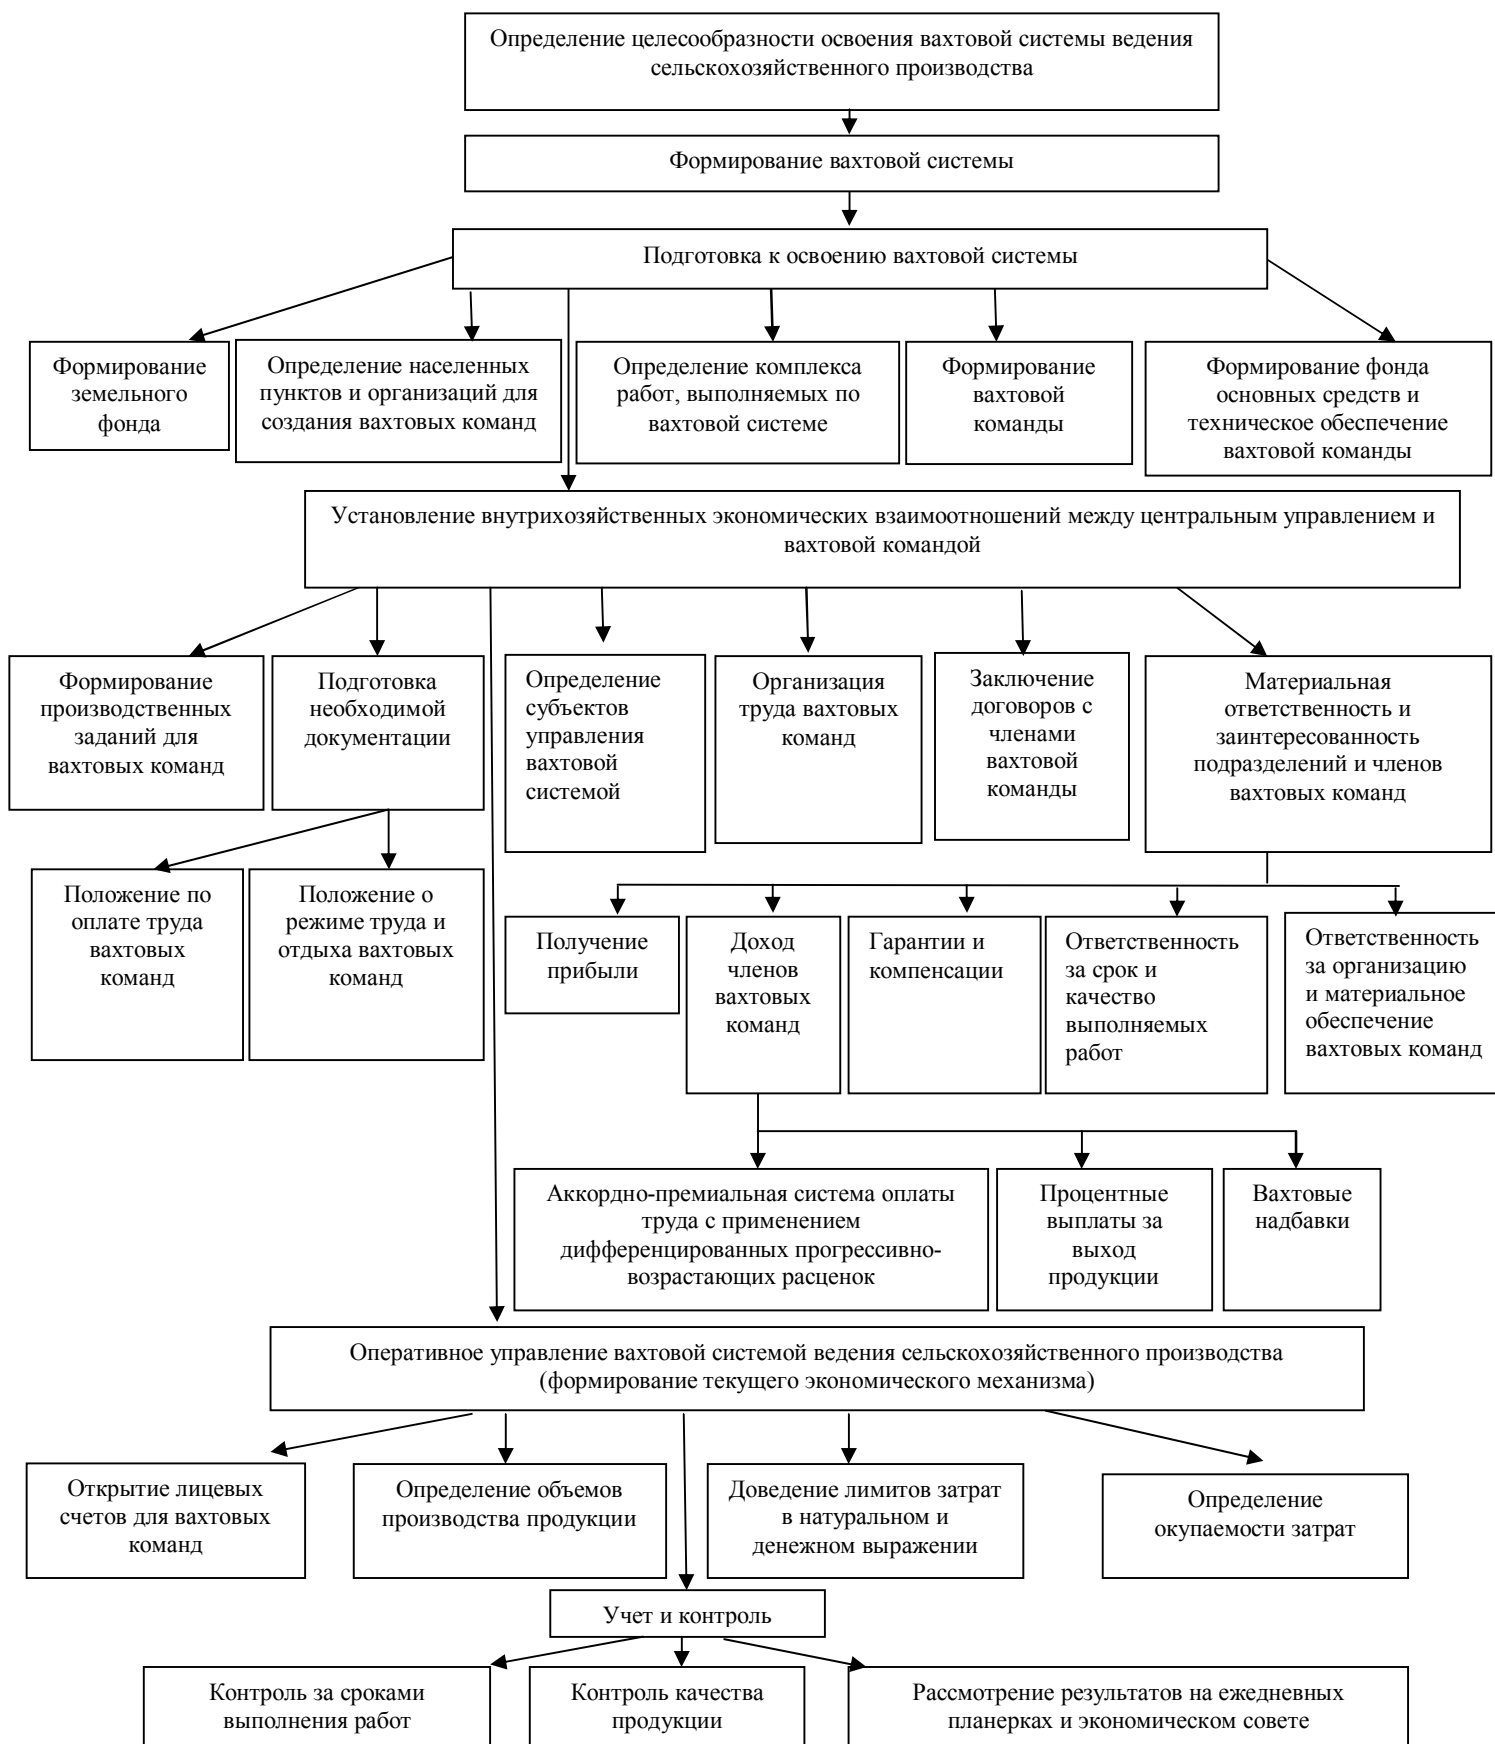 Определение целесообразности освоения вахтовой системы ведения
сельскохозяйственного производства
Формирование вахтовой системы
Подготовка к освоению вахтовой системы
Формирование
земельного
фонда
Определение населенных
пунктов и организаций для
создания вахтовых команд
Определение комплекса
работ, выполняемых по
вахтовой системе
Формирование
вахтовой
команды
Формирование фонда
основных средств и
техническое обеспечение
вахтовой команды
Установление внутрихозяйственных экономических взаимоотношений между центральным управлением и
вахтовой командой
Формирование
производственных
заданий для
вахтовых команд
Подготовка
необходимой
документации
Определение
субъектов
управления
вахтовой
системой
Организация
труда вахтовых
команд
Заключение
договоров с
членами
вахтовой
команды
Материальная
ответственность и
заинтересованность
подразделений и членов
вахтовых команд
Положение по
оплате труда
вахтовых
команд
Положение о
режиме труда и
отдыха вахтовых
команд
Получение
прибыли
Доход
членов
вахтовых
команд
Гарантии и
компенсации
Ответственность
за срок и
качество
выполняемых
работ
Ответственность
за организацию
и материальное
обеспечение
вахтовых команд
Аккордно-премиальная система оплаты
труда с применением
дифференцированных прогрессивно-
возрастающих расценок
Процентные
выплаты за
выход
продукции
Вахтовые
надбавки
Оперативное управление вахтовой системой ведения сельскохозяйственного производства
(формирование текущего экономического механизма)
Открытие лицевых
счетов для вахтовых
команд
Определение объемов
производства продукции
Доведение лимитов затрат
в натуральном и
денежном выражении
Определение
окупаемости затрат
Учет и контроль
Контроль за сроками
выполнения работ
Контроль качества
продукции
Рассмотрение результатов на ежедневных
планерках и экономическом совете